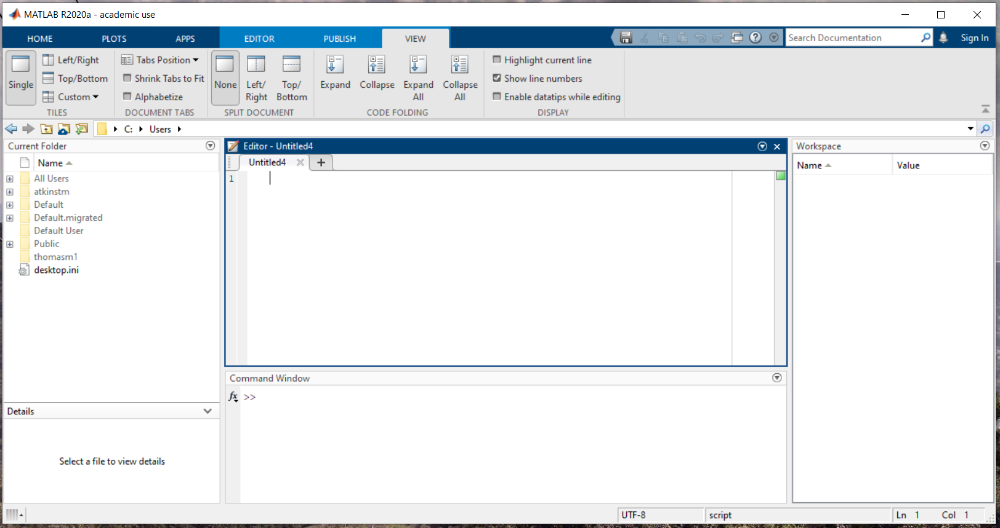 MATLAB R2020a - academic use
HOME PLOTS APPS EDITOR PUBLISH VIEW Search Documentation Sign In
Single
Left/Right
Top/Bottom
Custom
TILES
Tabs Position
Shrink Tabs to Fit
Alphabetize
DOCUMENT TABS
None
Left/
Right
Top/
Bottom
SPLIT DOCUMENT
Expand
Collapse
Expand
All
Collapse
All
CODE FOLDING
Highlight current line
Show line numbers
Enable datatips while editing
DISPLAY
C: Users
Current Folder
Name
All Users
atkinstm
Default
Default.migrated
Default User
Public
thomasm1
desktop.ini
Details
Select a file to view details
Editor - Untitled4
Untitled4
1
Command Window
fx >>
Workspace
Name Value
UTF-8 script Ln 1 Col 1